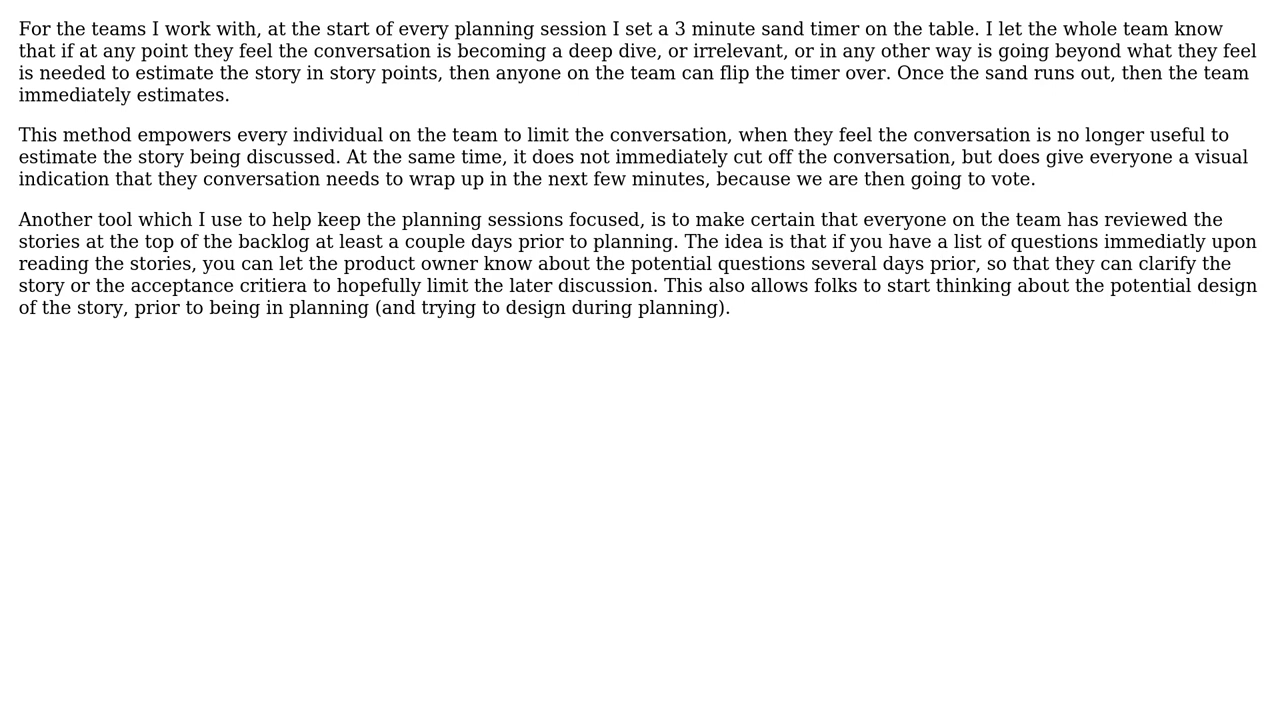 For the teams I work with, at the start of every planning session I set a 3 minute sand timer on the table. I let the whole team know
that if at any point they feel the conversation is becoming a deep dive, or irrelevant, or in any other way is going beyond what they feel
is needed to estimate the story in story points, then anyone on the team can flip the timer over. Once the sand runs out, then the team
immediately estimates.
This method empowers every individual on the team to limit the conversation, when they feel the conversation is no longer useful to
estimate the story being discussed. At the same time, it does not immediately cut off the conversation, but does give everyone a visual
indication that they conversation needs to wrap up in the next few minutes, because we are then going to vote.
Another tool which I use to help keep the planning sessions focused, is to make certain that everyone on the team has reviewed the
stories at the top of the backlog at least a couple days prior to planning. The idea is that if you have a list of questions immediatly upon
reading the stories, you can let the product owner know about the potential questions several days prior, so that they can clarify the
story or the acceptance critiera to hopefully limit the later discussion. This also allows folks to start thinking about the potential design
of the story, prior to being in planning (and trying to design during planning).